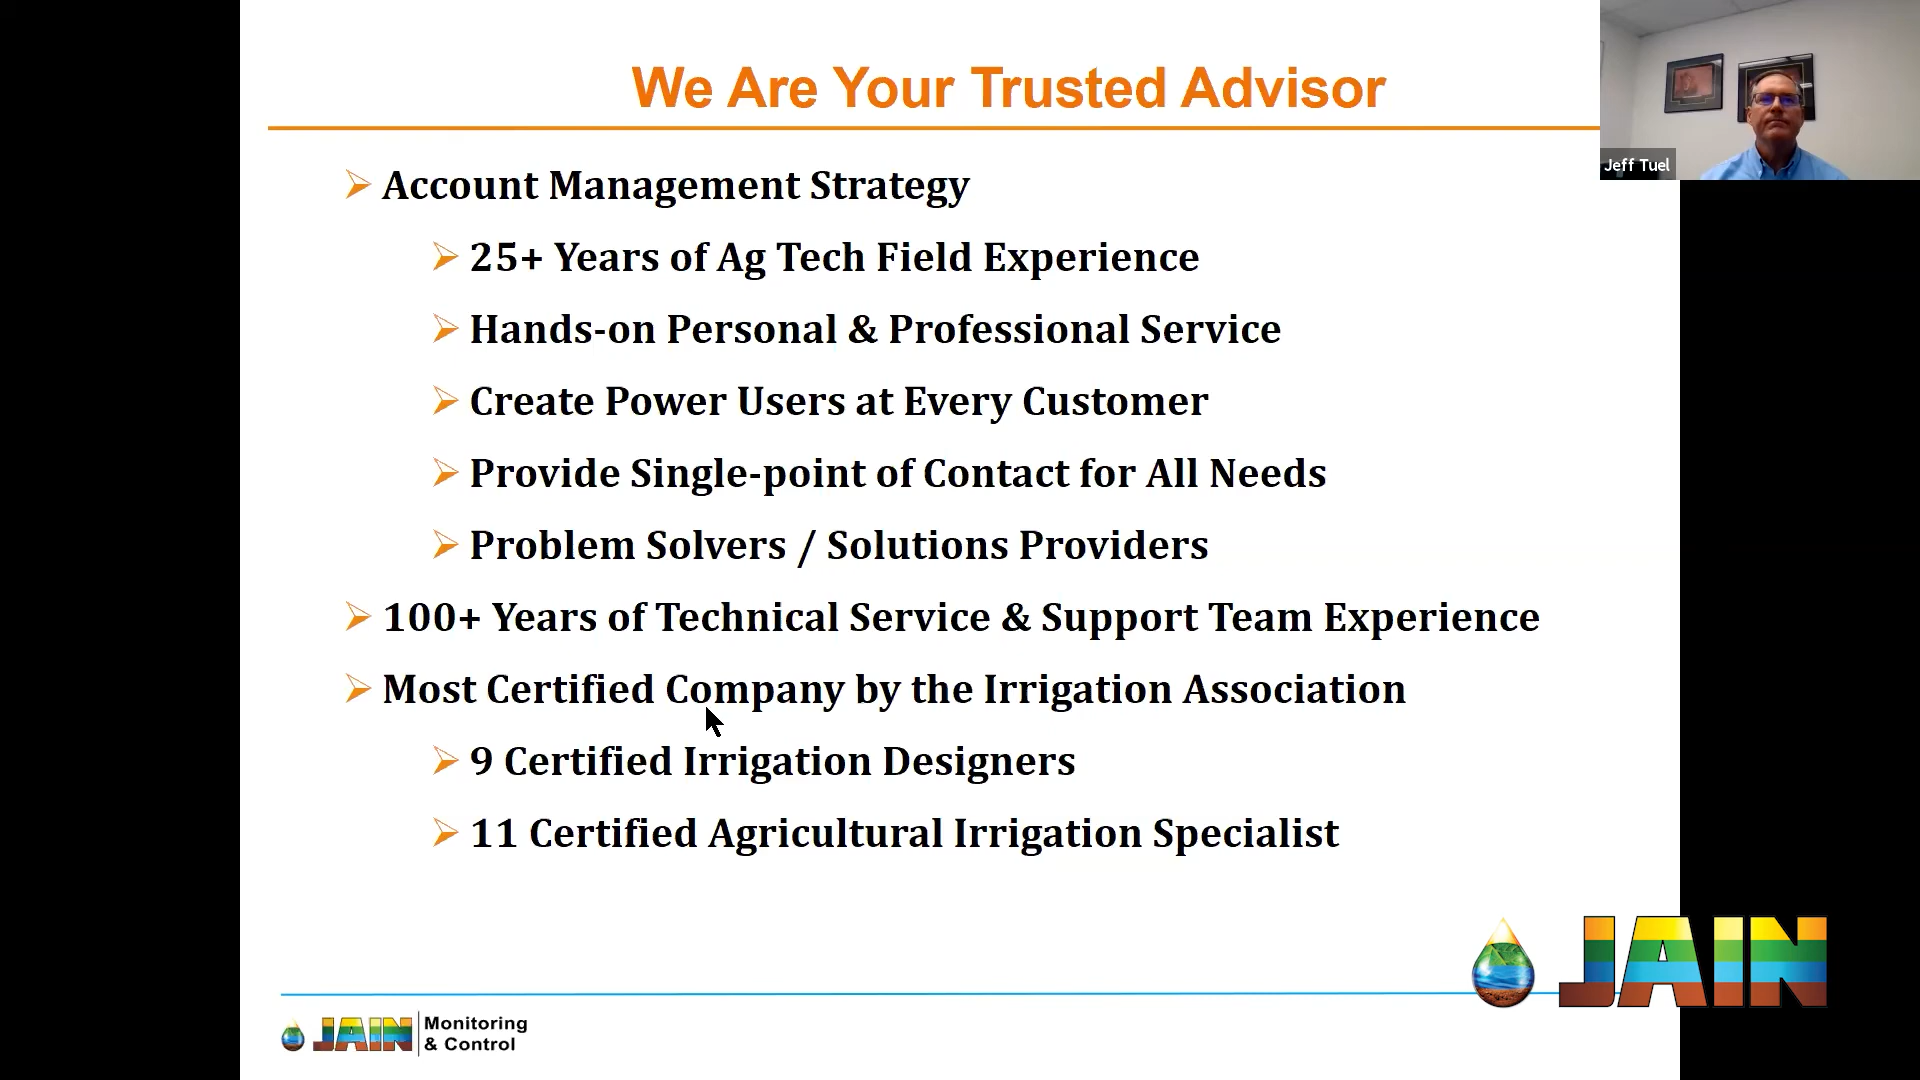 We Are Your Trusted Advisor
Jeff Tuel
Account Management Strategy
25+ Years of Ag Tech Field Experience
Hands-on Personal & Professional Service
Create Power Users at Every Customer
Provide Single-point of Contact for All Needs
Problem Solvers / Solutions Providers
100+ Years of Technical Service & Support Team Experience
Most Certified Company by the Irrigation Association
9 Certified Irrigation Designers
11 Certified Agricultural Irrigation Specialist
JAIN
JAIN Monitoring
& Control